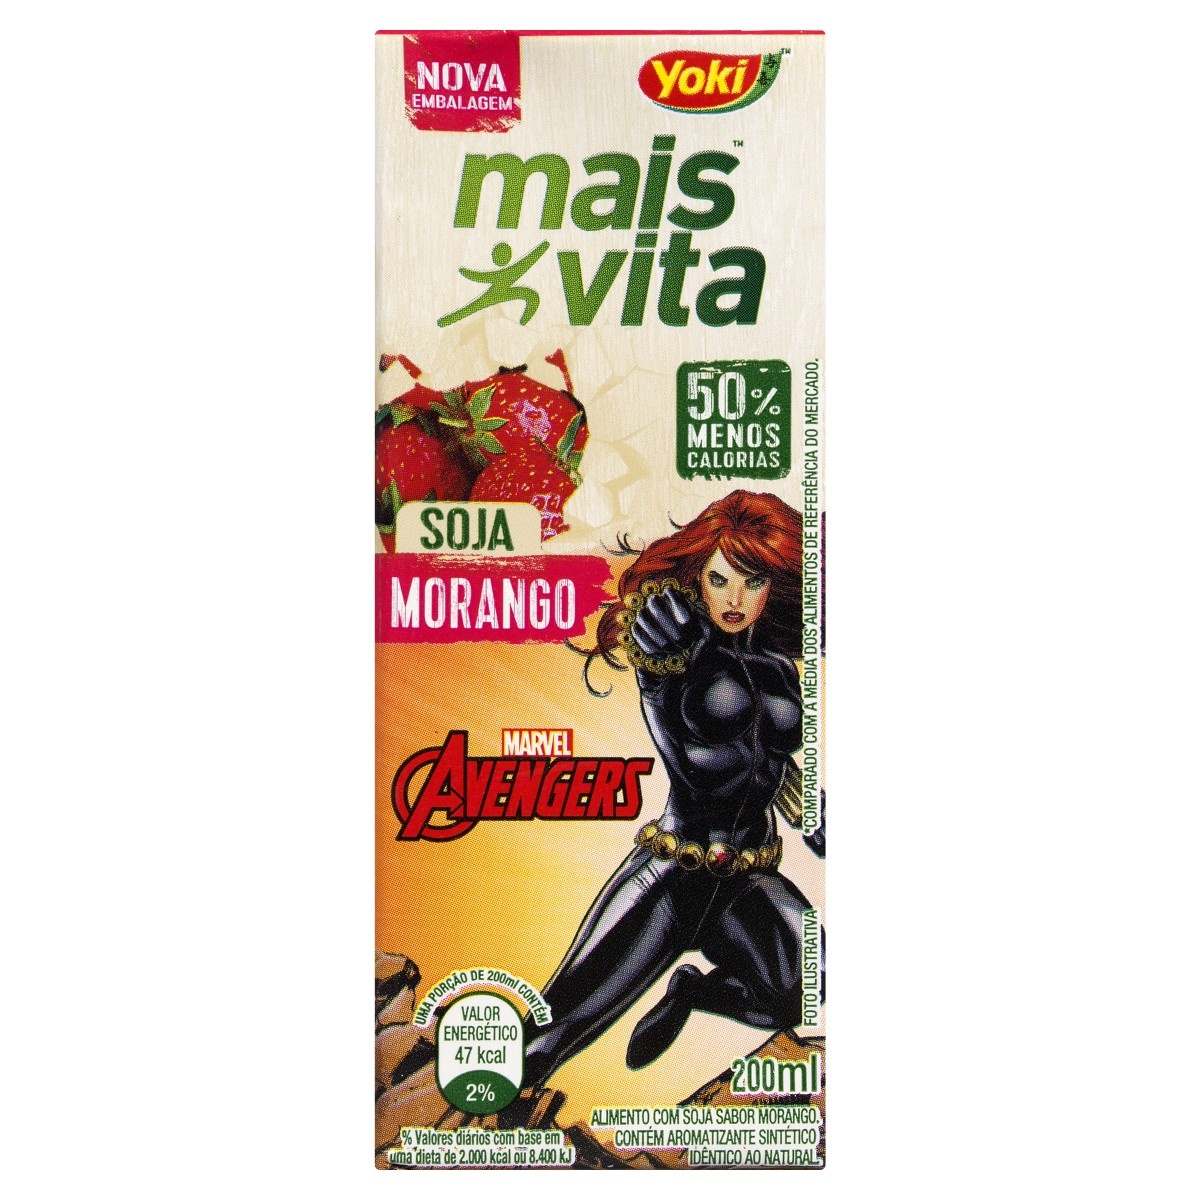 NOVA
EMBALAGEM
Yoki™
mais™
vita
50%
MENOS
CALORIAS
SOJA
MORANGO
*COMPARADO COM A MÉDIA DOS ALIMENTOS DE REFERÊNCIA DO MERCADO.
MARVEL
AVENGERS
FOTO ILUSTRATIVA
UMA PORÇÃO DE 200ml CONTÉM
VALOR
ENERGÉTICO
47 kcal
2%
200ml
ALIMENTO COM SOJA SABOR MORANGO.
CONTÉM AROMATIZANTE SINTÉTICO
IDÊNTICO AO NATURAL.
% Valores diários com base em
uma dieta de 2.000 kcal ou 8.400 kJ